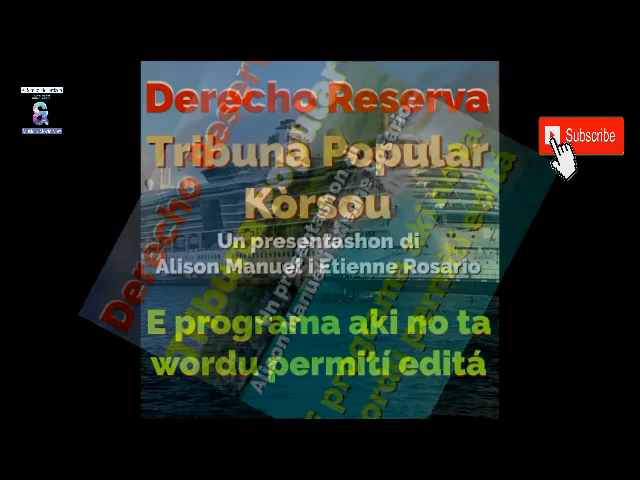 Derecho Reserva
Tribuna Popular
Kòrsou
Un presentashon di
Alison Manuel i Etienne Rosario
E programa aki no ta
wordu permití editá
Subscribe